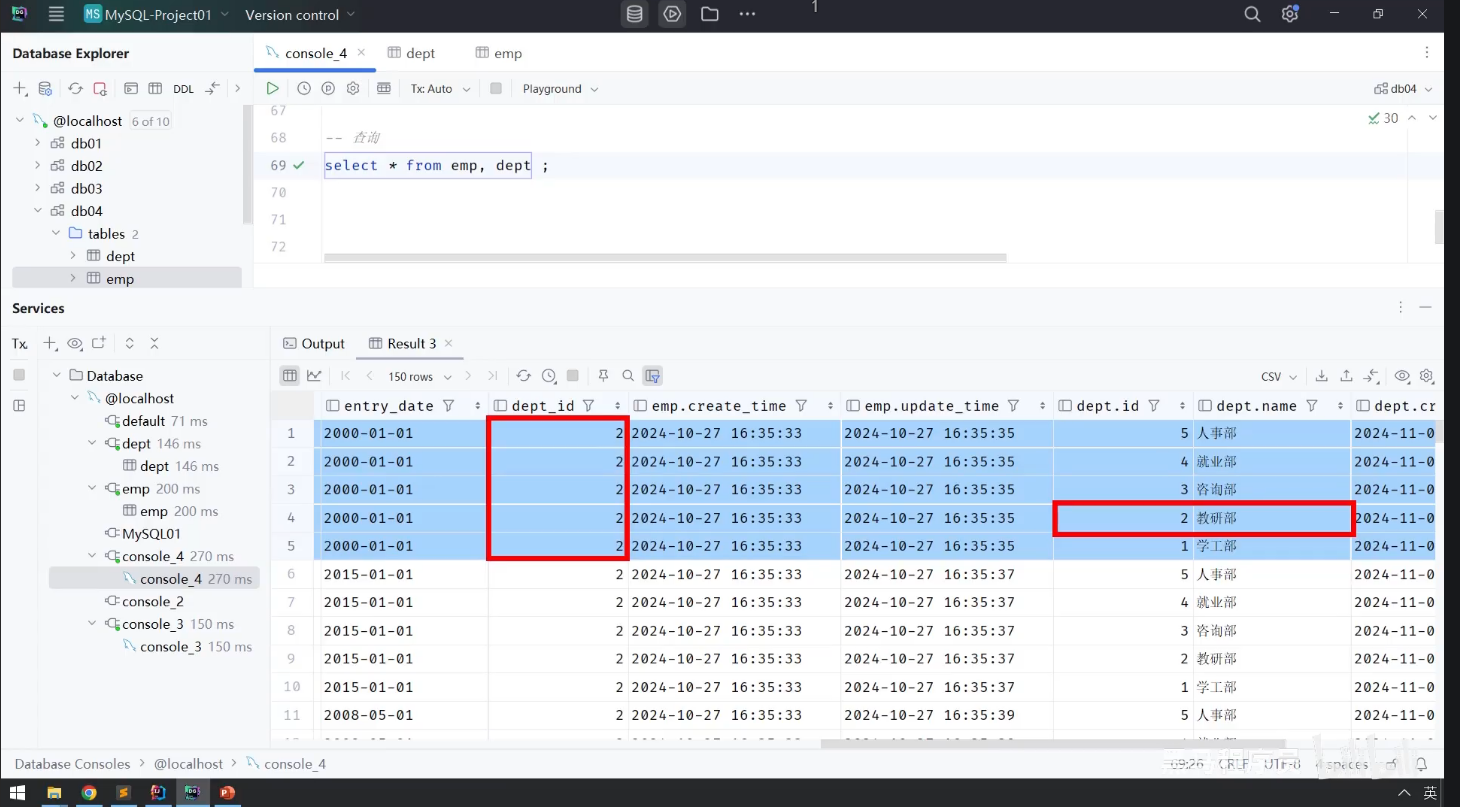 MS MySQL-Project01 Version control 1
Database Explorer
console_4 dept emp
DDL Tx: Auto Playground db04
@localhost 6 of 10
db01
db02
db03
db04
tables 2
dept
emp
67
68 -- 查询
69 select * from emp, dept ;
70
71
72
30
Services
Tx
Database
@localhost
default 71 ms
dept 146 ms
dept 146 ms
emp 200 ms
emp 200 ms
MySQL01
console_4 270 ms
console_4 270 ms
console_2
console_3 150 ms
console_3 150 ms
Output Result 3
150 rows CSV
entry_date dept_id emp.create_time emp.update_time dept.id dept.name dept.cr
1 2000-01-01 2 2024-10-27 16:35:33 2024-10-27 16:35:35 5 人事部 2024-11-0
2 2000-01-01 2 2024-10-27 16:35:33 2024-10-27 16:35:35 4 就业部 2024-11-0
3 2000-01-01 2 2024-10-27 16:35:33 2024-10-27 16:35:35 3 咨询部 2024-11-0
4 2000-01-01 2 2024-10-27 16:35:33 2024-10-27 16:35:35 2 教研部 2024-11-0
5 2000-01-01 2 2024-10-27 16:35:33 2024-10-27 16:35:35 1 学工部 2024-11-0
6 2015-01-01 2 2024-10-27 16:35:33 2024-10-27 16:35:37 5 人事部 2024-11-0
7 2015-01-01 2 2024-10-27 16:35:33 2024-10-27 16:35:37 4 就业部 2024-11-0
8 2015-01-01 2 2024-10-27 16:35:33 2024-10-27 16:35:37 3 咨询部 2024-11-0
9 2015-01-01 2 2024-10-27 16:35:33 2024-10-27 16:35:37 2 教研部 2024-11-0
10 2015-01-01 2 2024-10-27 16:35:33 2024-10-27 16:35:37 1 学工部 2024-11-0
11 2008-05-01 2 2024-10-27 16:35:33 2024-10-27 16:35:39 5 人事部 2024-11-0
Database Consoles @localhost console_4 69:26 CRLF UTF-8 4 spaces
英